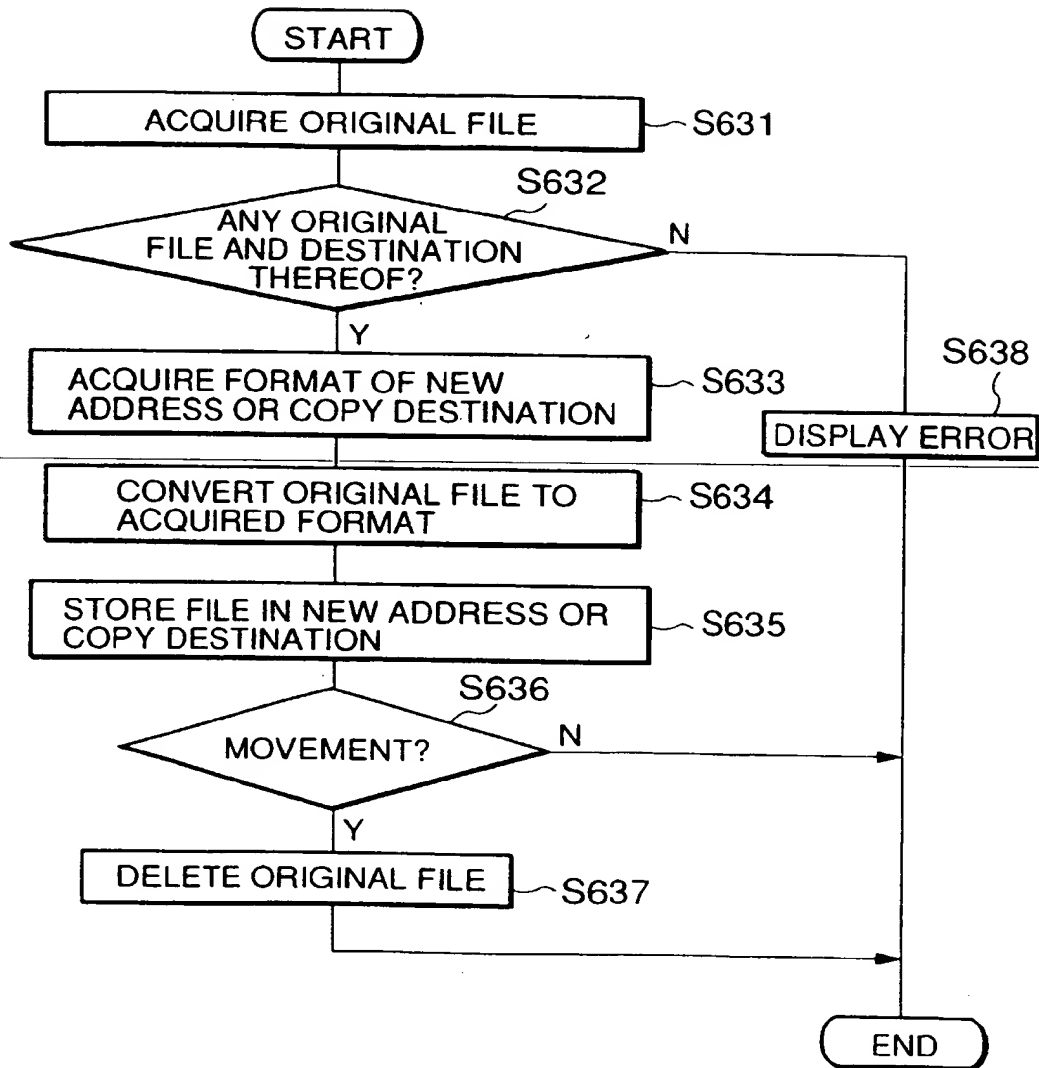 START
ACQUIRE ORIGINAL FILE
S631
S632
ANY ORIGINAL
FILE AND DESTINATION
THEREOF?
N
Y
ACQUIRE FORMAT OF NEW
ADDRESS OR COPY DESTINATION
S633
S638
DISPLAY ERROR
CONVERT ORIGINAL FILE TO
ACQUIRED FORMAT
S634
STORE FILE IN NEW ADDRESS OR
COPY DESTINATION
S635
S636
MOVEMENT?
N
Y
DELETE ORIGINAL FILE
S637
END